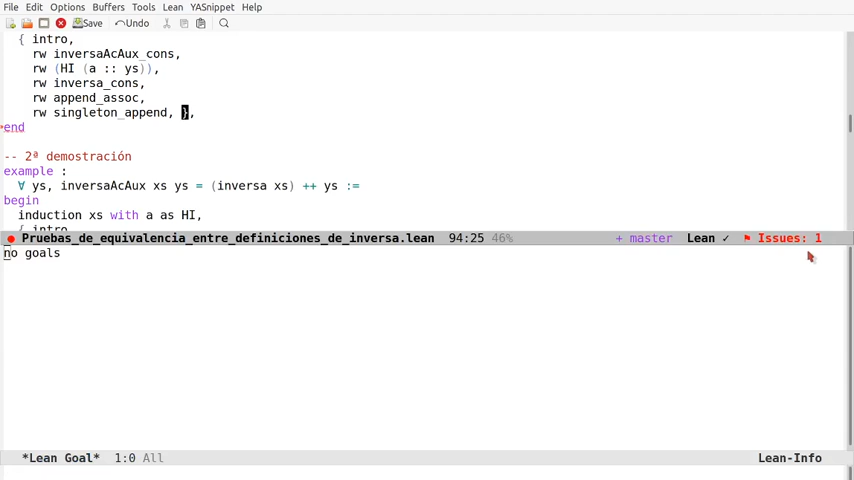 File Edit Options Buffers Tools Lean YASnippet Help
Save Undo
{ intro,
rw inversaAcAux_cons,
rw (HI (a :: ys)),
rw inversa_cons,
rw append_assoc,
rw singleton_append, },
end
-- 2ª demostración
example :
∀ ys, inversaAcAux xs ys = (inversa xs) ++ ys :=
begin
induction xs with a as HI,
{ intro
Pruebas_de_equivalencia_entre_definiciones_de_inversa.lean 94:25 46% + master Lean ✓ Issues: 1
no goals
*Lean Goal* 1:0 All Lean-Info